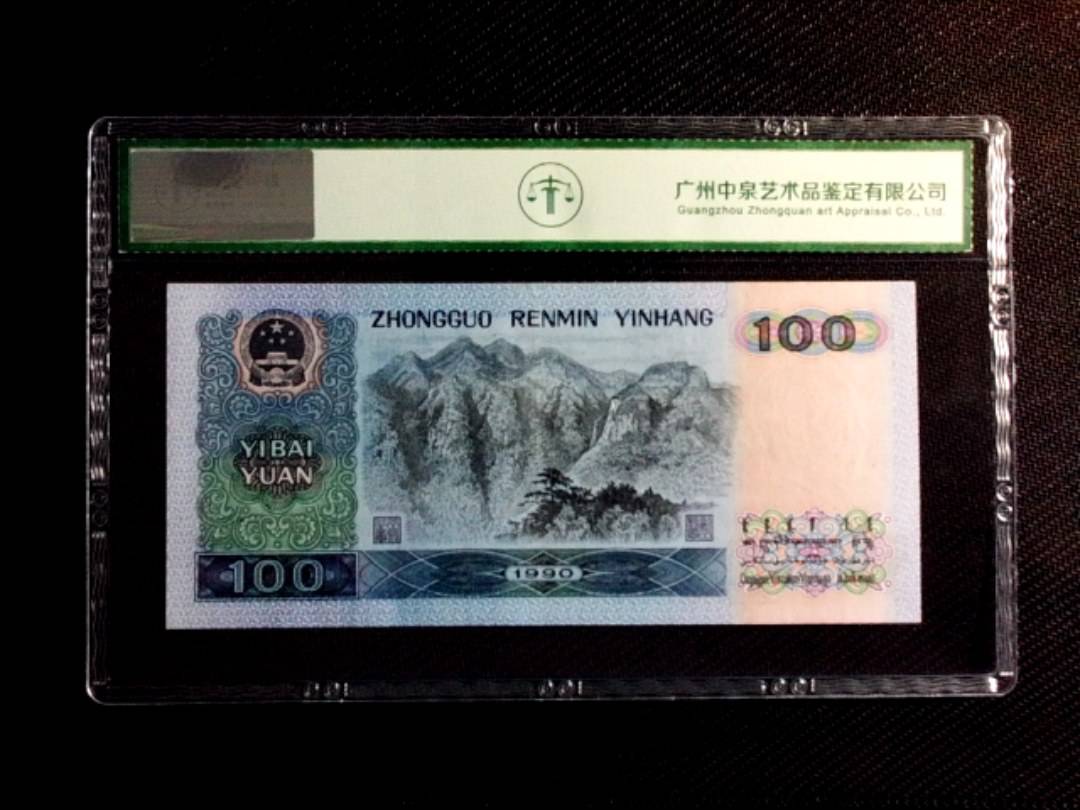 广州中泉艺术品鉴定有限公司
Guangzhou Zhongquan art Appraisal Co., Ltd.
ZHONGGUO RENMIN YINHANG
100
YIBAI
YUAN
100
1990